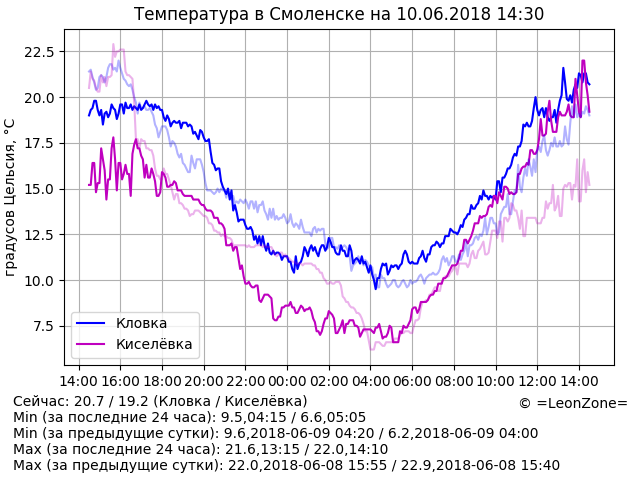 Температура в Смоленске на 10.06.2018 14:30
градусов Цельсия, °C
22.5
20.0
17.5
15.0
12.5
10.0
7.5
Кловка
Киселёвка
14:00 16:00 18:00 20:00 22:00 00:00 02:00 04:00 06:00 08:00 10:00 12:00 14:00
Сейчас: 20.7 / 19.2 (Кловка / Киселёвка)
© =LeonZone=
Min (за последние 24 часа): 9.5,04:15 / 6.6,05:05
Min (за предыдущие сутки): 9.6,2018-06-09 04:20 / 6.2,2018-06-09 04:00
Max (за последние 24 часа): 21.6,13:15 / 22.0,14:10
Max (за предыдущие сутки): 22.0,2018-06-08 15:55 / 22.9,2018-06-08 15:40